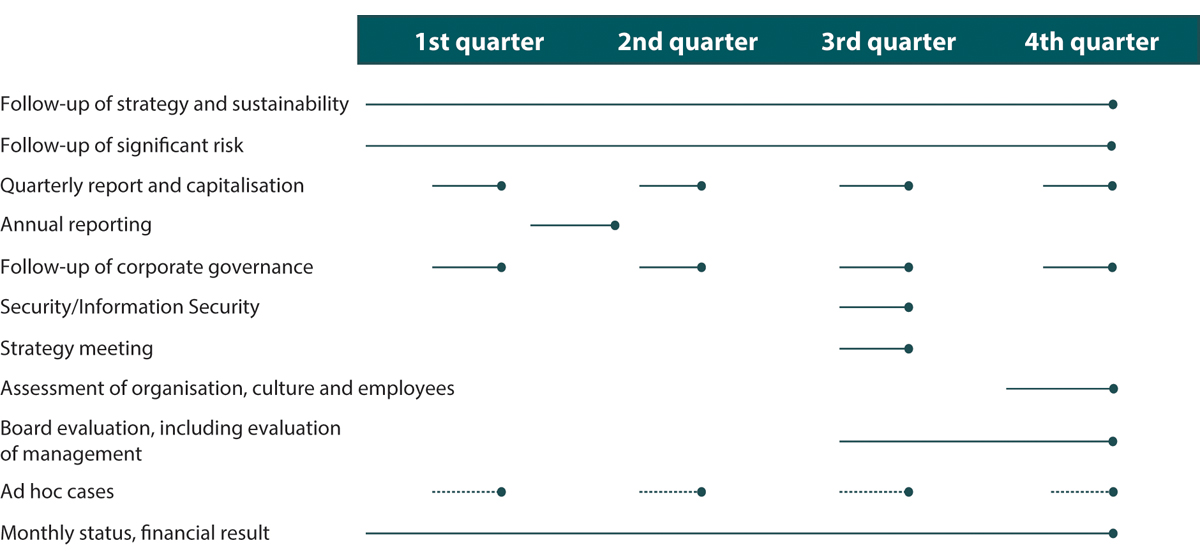 1st quarter 2nd quarter 3rd quarter 4th quarter
Follow-up of strategy and sustainability
Follow-up of significant risk
Quarterly report and capitalisation
Annual reporting
Follow-up of corporate governance
Security/Information Security
Strategy meeting
Assessment of organisation, culture and employees
Board evaluation, including evaluation
of management
Ad hoc cases
Monthly status, financial result